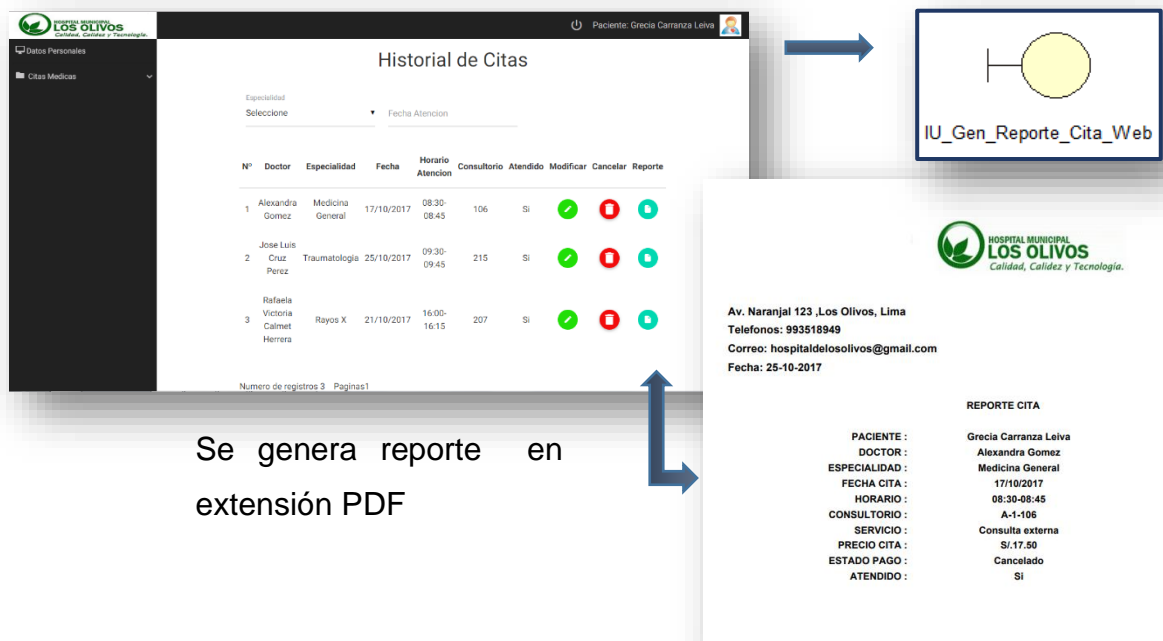 HOSPITAL MUNICIPAL
LOS OLIVOS
Calidad, Calidez y Tecnología.
Paciente: Grecia Carranza Leiva
Datos Personales
Citas Medicas
Historial de Citas
Especialidad
Seleccione
Fecha Atencion
N° Doctor Especialidad Fecha Horario Atencion Consultorio Atendido Modificar Cancelar Reporte
1 Alexandra Gomez Medicina General 17/10/2017 08:30-08:45 106 Si
2 Jose Luis Cruz Perez Traumatologia 25/10/2017 09:30-09:45 215 Si
3 Rafaela Victoria Calmet Herrera Rayos X 21/10/2017 16:00-16:15 207 Si
Numero de registros 3 Paginas1
IU_Gen_Reporte_Cita_Web
Se genera reporte en
extensión PDF
HOSPITAL MUNICIPAL
LOS OLIVOS
Calidad, Calidez y Tecnología.
Av. Naranjal 123 ,Los Olivos, Lima
Telefonos: 993518949
Correo: hospitaldelosolivos@gmail.com
Fecha: 25-10-2017
REPORTE CITA
PACIENTE : Grecia Carranza Leiva
DOCTOR : Alexandra Gomez
ESPECIALIDAD : Medicina General
FECHA CITA : 17/10/2017
HORARIO : 08:30-08:45
CONSULTORIO : A-1-106
SERVICIO : Consulta externa
PRECIO CITA : S/.17.50
ESTADO PAGO : Cancelado
ATENDIDO : Si